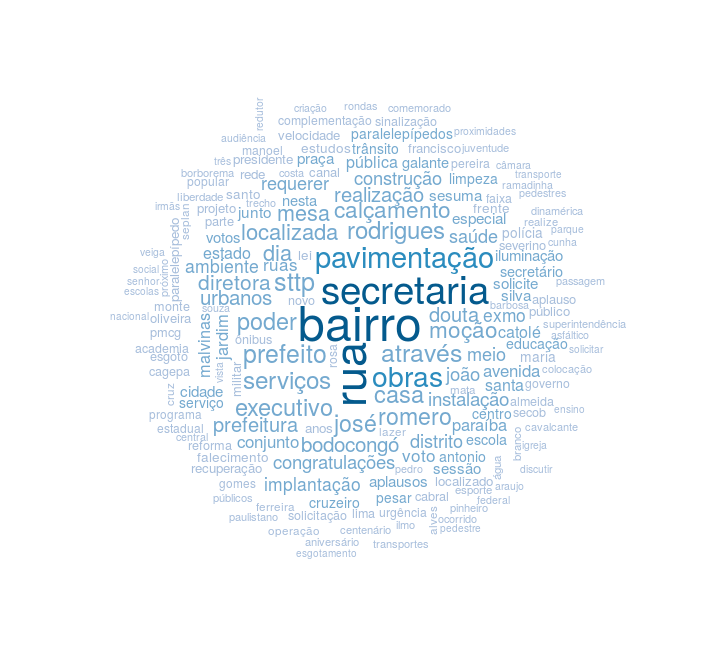 redutor
criação
rondas
comemorado
complementação
sinalização
audiência
velocidade
paralelepípedos
proximidades
manoel
estudos
trânsito
francisco
juventude
três
presidente
praça
pública
galante
pereira
câmara
borborema
rede
costa
canal
construção
limpeza
transporte
popular
requerer
ramadinha
liberdade
santo
nesta
realização
sesuma
faixa
pedestres
irmãs
trecho
projeto
junto
mesa
calçamento
especial
frente
dinamérica
seplan
parte
localizada
rodrigues
realize
parque
votos
saúde
polícia
severino
cunha
veiga
estado
dia
lei
pavimentação
iluminação
social
ambiente
ruas
secretário
paralelepípedo
senhor
próximo
diretora
sttp
secretaria
solicite
passagem
escolas
urbanos
novo
silva
aplauso
monte
souza
barbosa
público
nacional
oliveira
poder
bairro
douta
exmo
superintendência
pmcg
malvinas
jardim
ônibus
moção
catolé
asfáltico
academia
prefeito
rosa
através
meio
educação
solicitar
esgoto
maria
cagepa
vista
militar
serviços
rua
obras
joão
avenida
colocação
cruz
cidade
casa
mata
santa
governo
serviço
executivo
instalação
almeida
programa
josé
romero
centro
secob
ensino
estadual
prefeitura
anos
lazer
paraíba
cavalcante
central
reforma
conjunto
bodocongó
distrito
escola
branco
igreja
falecimento
congratulações
voto
antonio
recuperação
pedro
sessão
água
discutir
gomes
implantação
aplausos
localizado
araujo
públicos
pesar
cabral
esporte
federal
ferreira
cruzeiro
pinheiro
paulistano
solicitação
lima
urgência
alves
ocorrido
operação
centenário
ilmo
pedestre
aniversário
transportes
esgotamento